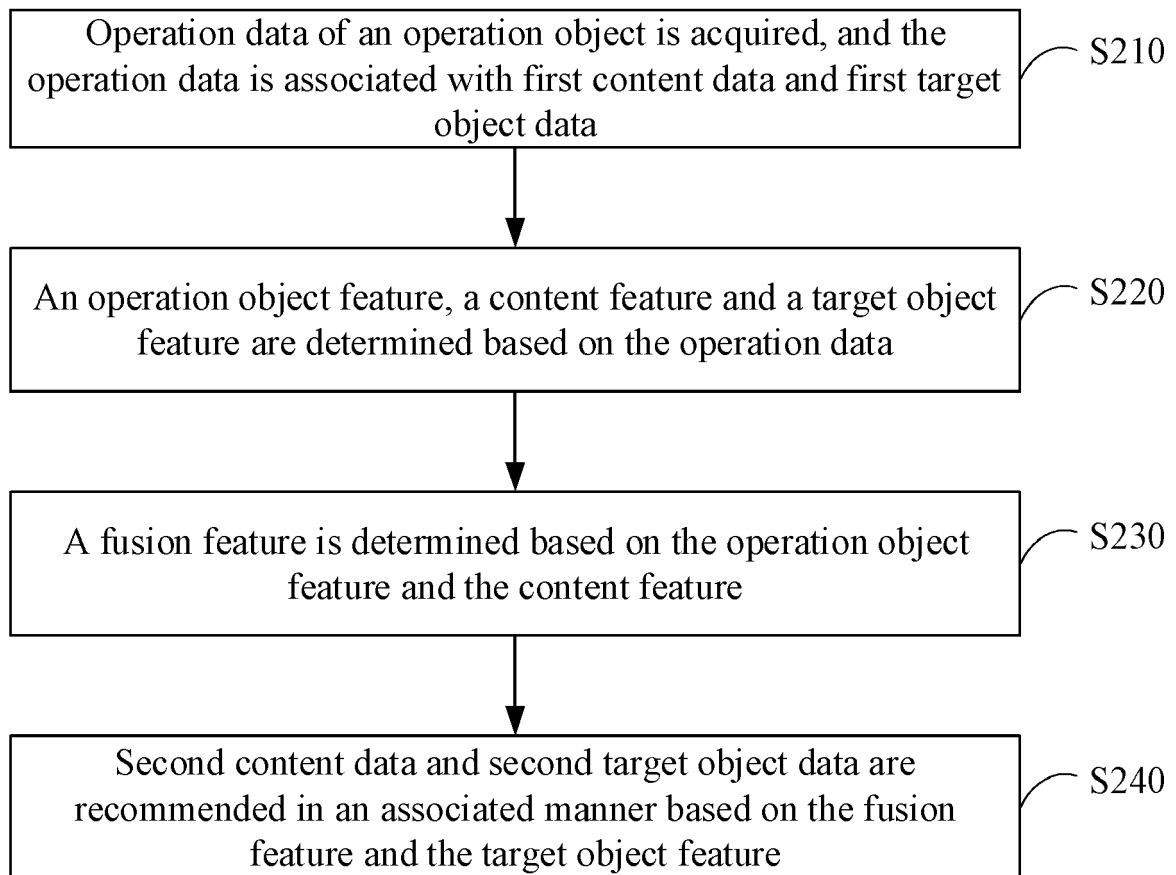 Operation data of an operation object is acquired, and the
operation data is associated with first content data and first target
object data
S210
An operation object feature, a content feature and a target object
feature are determined based on the operation data
S220
A fusion feature is determined based on the operation object
feature and the content feature
S230
Second content data and second target object data are
recommended in an associated manner based on the fusion
feature and the target object feature
S240